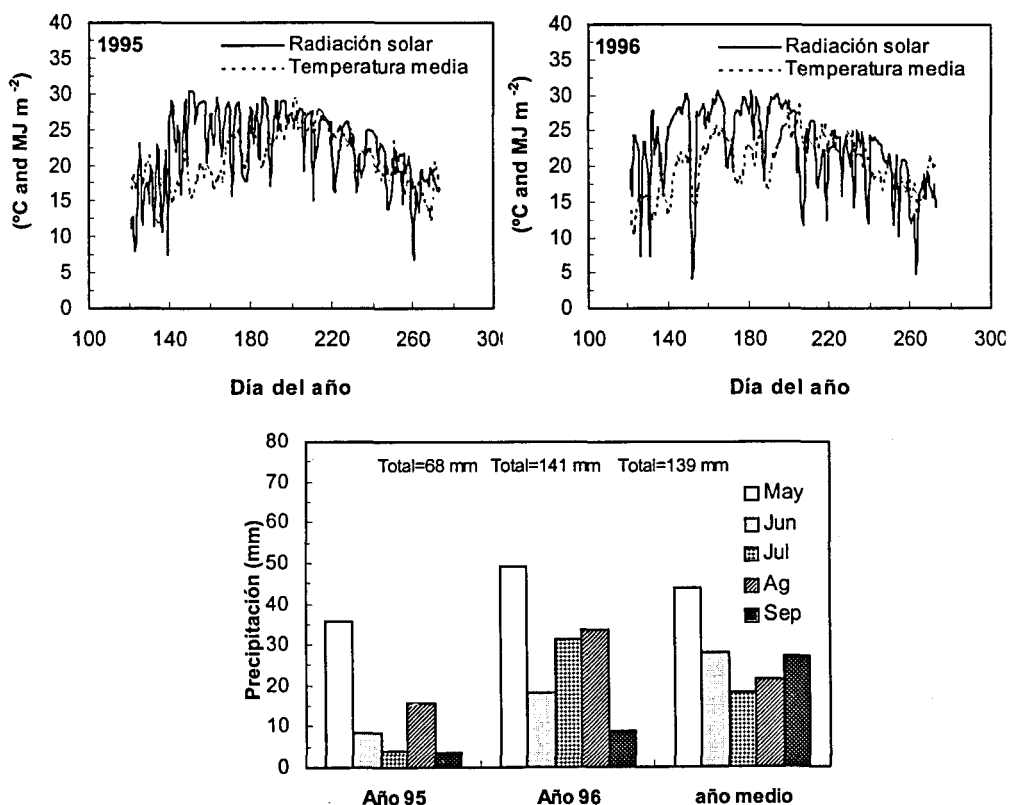 40
35
30
25
20
15
10
5
0
(ºC and MJ m -2)
1995
Radiación solar
Temperatura media
100 140 180 220 260 300
Día del año
40
35
30
25
20
15
10
5
0
(ºC and MJ m -2)
1996
Radiación solar
Temperatura media
100 140 180 220 260 300
Día del año
80
70
60
50
40
30
20
10
0
Precipitación (mm)
Total=68 mm Total=141 mm Total=139 mm
May
Jun
Jul
Ag
Sep
Año 95 Año 96 año medio